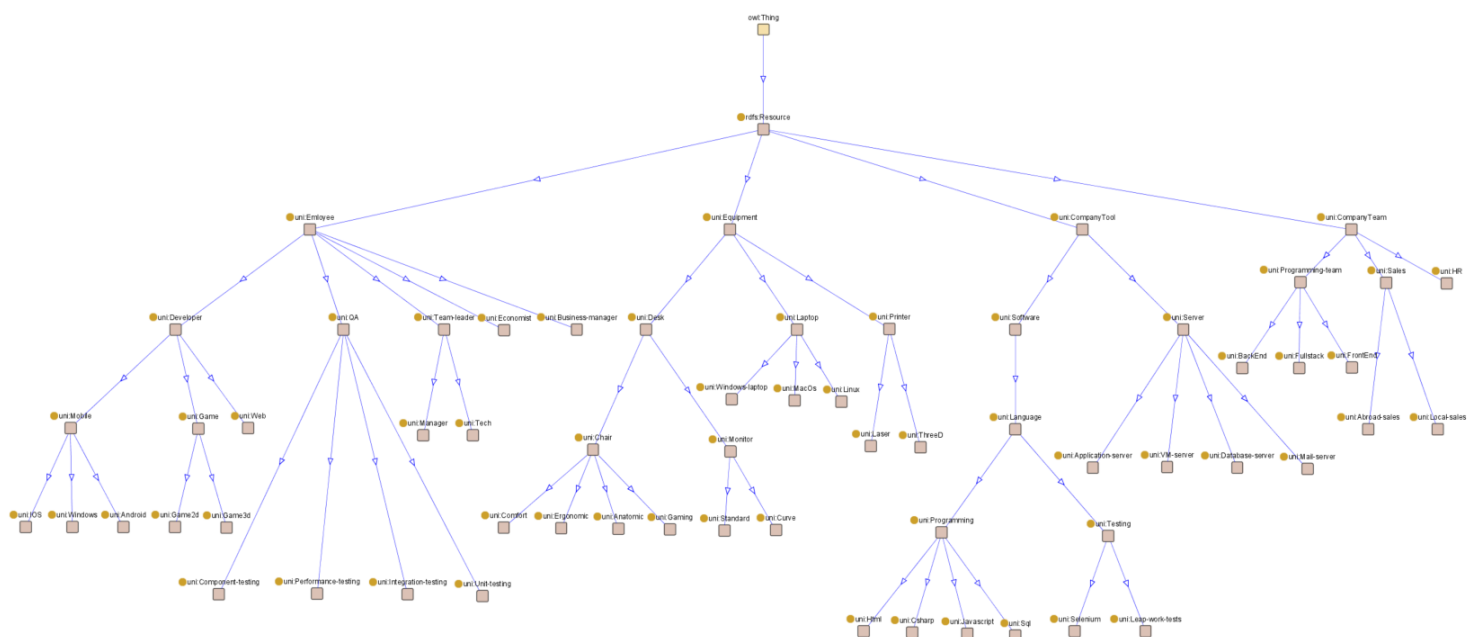 owl:Thing
rdfs:Resource
uni:Emloyee
uni:Equipment
uni:CompanyTool
uni:CompanyTeam
uni:Programming-team
uni:Sales
uni:HR
uni:Developer
uni:QA
uni:Team-leader
uni:Economist
uni:Business-manager
uni:Desk
uni:Laptop
uni:Printer
uni:Software
uni:Server
uni:BackEnd
uni:Fullstack
uni:FrontEnd
uni:Windows-laptop
uni:MacOs
uni:Linux
uni:Mobile
uni:Game
uni:Web
uni:Manager
uni:Tech
uni:Language
uni:Abroad-sales
uni:Local-sales
uni:Chair
uni:Monitor
uni:Laser
uni:ThreeD
uni:Application-server
uni:VM-server
uni:Database-server
uni:Mail-server
uni:IOS
uni:Windows
uni:Android
uni:Game2d
uni:Game3d
uni:Comfort
uni:Ergonomic
uni:Anatomic
uni:Gaming
uni:Standard
uni:Curve
uni:Programming
uni:Testing
uni:Component-testing
uni:Performance-testing
uni:Integration-testing
uni:Unit-testing
uni:Html
uni:Csharp
uni:Javascript
uni:Sql
uni:Selenium
uni:Leap-work-tests